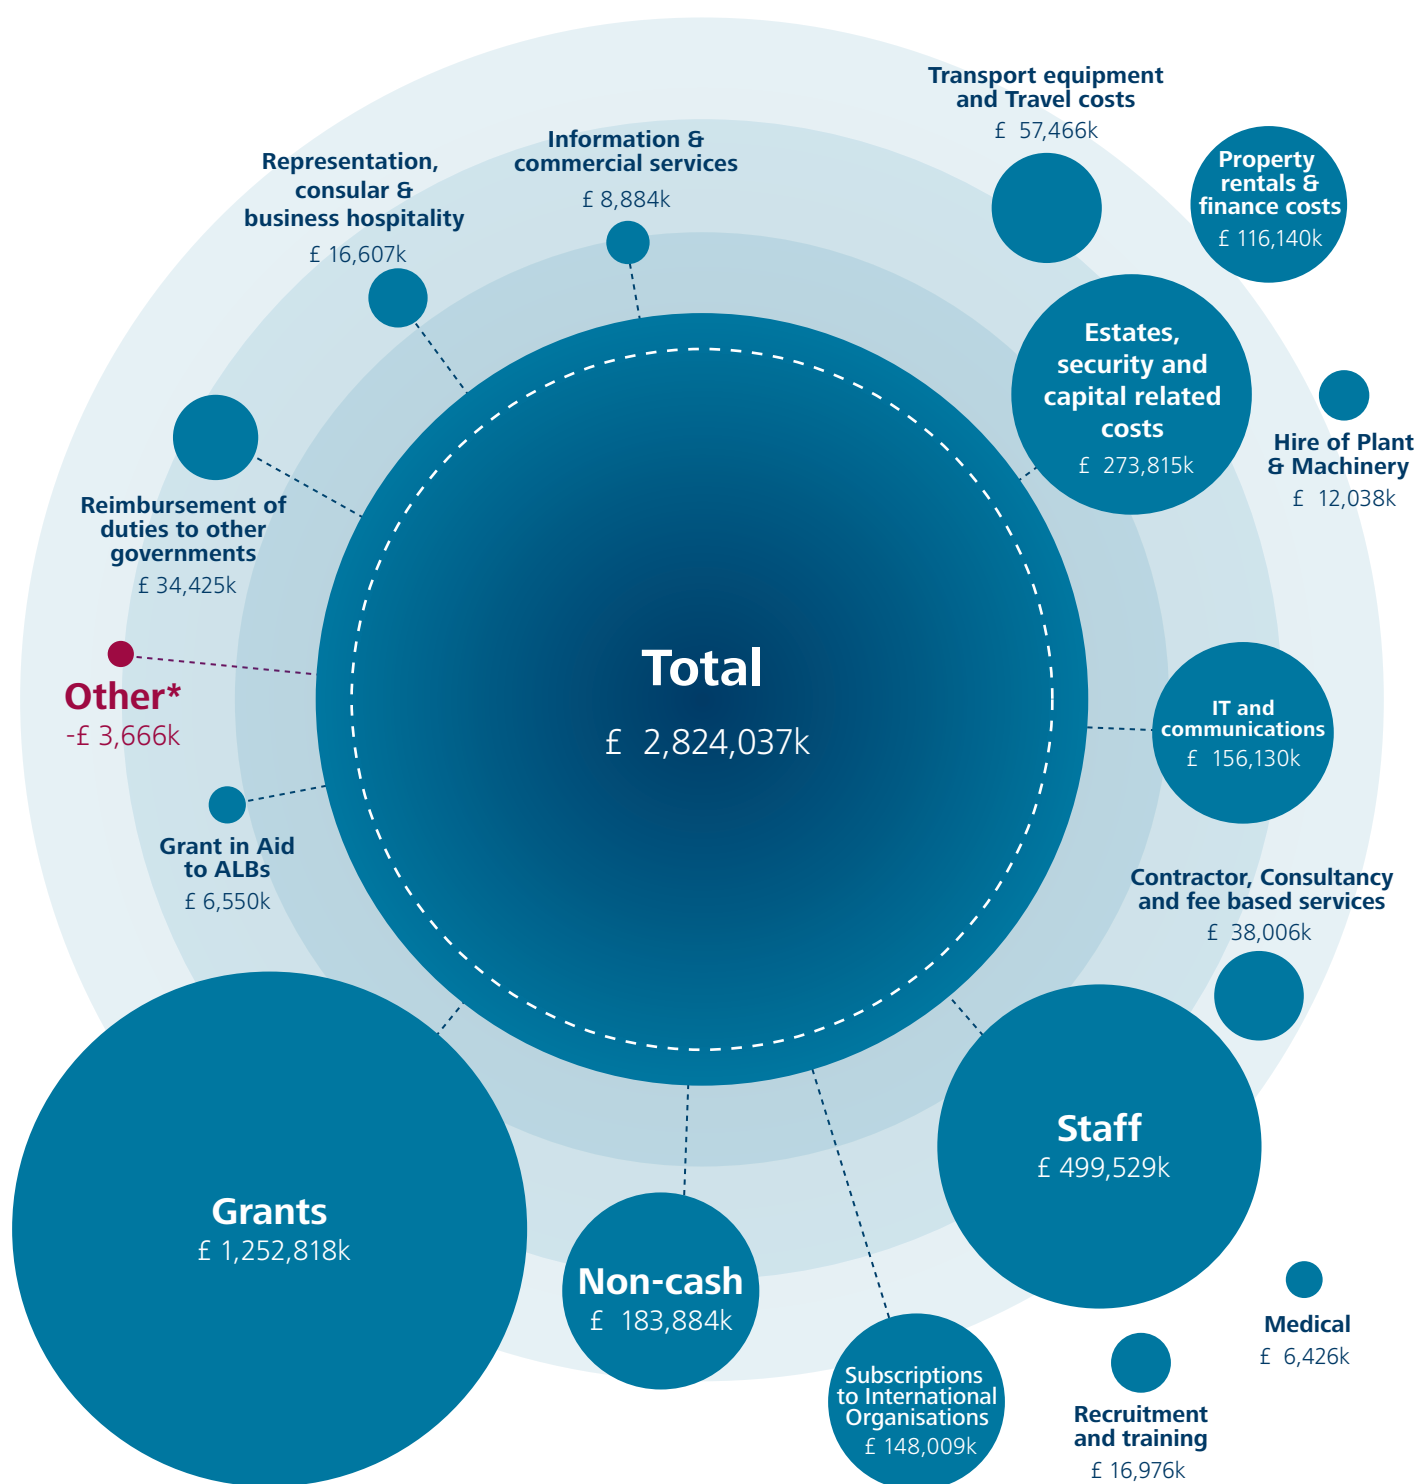 Transport equipment
and Travel costs
£ 57,466k
Information &
commercial services
£ 8,884k
Representation,
consular &
business hospitality
£ 16,607k
Property
rentals &
finance costs
£ 116,140k
Estates,
security and
capital related
costs
£ 273,815k
Hire of Plant
& Machinery
£ 12,038k
Reimbursement of
duties to other
governments
£ 34,425k
Other*
-£ 3,666k
Total
£ 2,824,037k
IT and
communications
£ 156,130k
Grant in Aid
to ALBs
£ 6,550k
Contractor, Consultancy
and fee based services
£ 38,006k
Staff
£ 499,529k
Grants
£ 1,252,818k
Non-cash
£ 183,884k
Medical
£ 6,426k
Subscriptions
to International
Organisations
£ 148,009k
Recruitment
and training
£ 16,976k